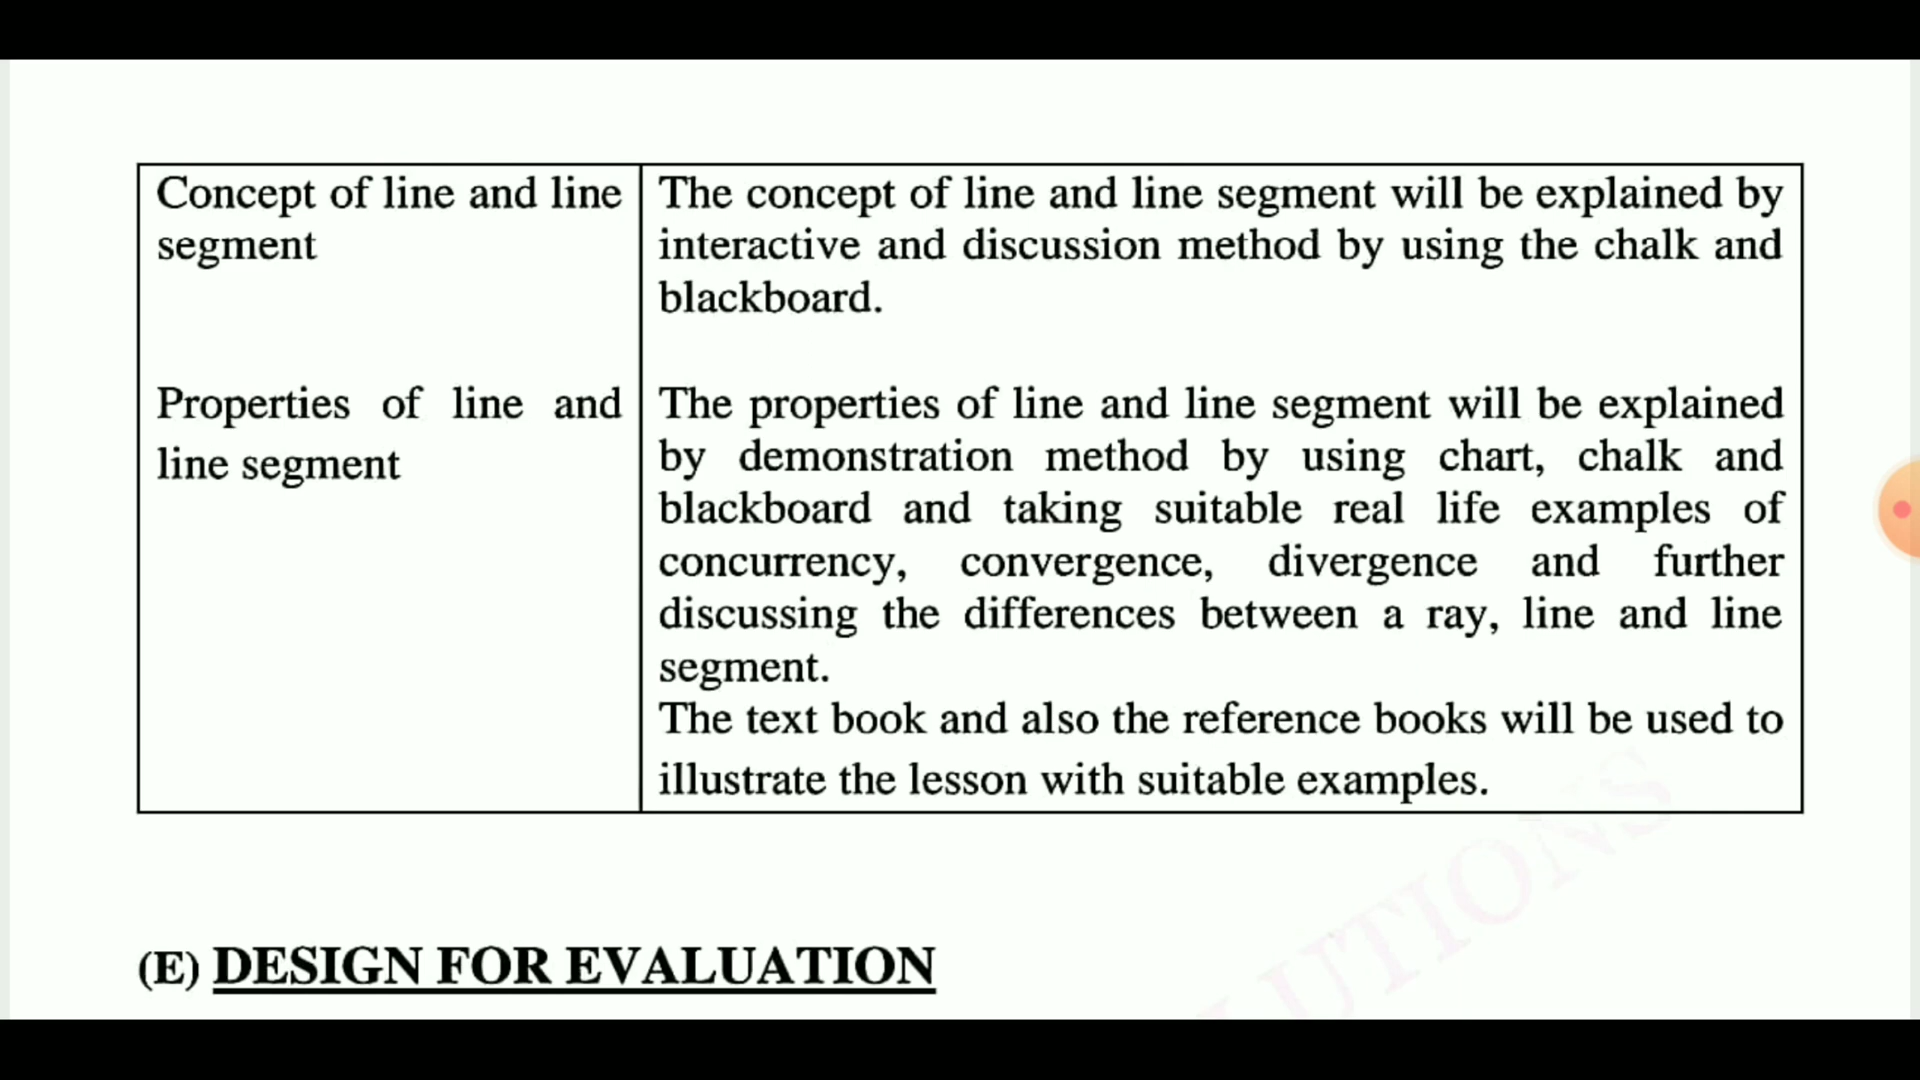 Concept of line and line
segment
The concept of line and line segment will be explained by
interactive and discussion method by using the chalk and
blackboard.
Properties of line and
line segment
The properties of line and line segment will be explained
by demonstration method by using chart, chalk and
blackboard and taking suitable real life examples of
concurrency, convergence, divergence and further
discussing the differences between a ray, line and line
segment.
The text book and also the reference books will be used to
illustrate the lesson with suitable examples.
(E) DESIGN FOR EVALUATION
LUTIONS